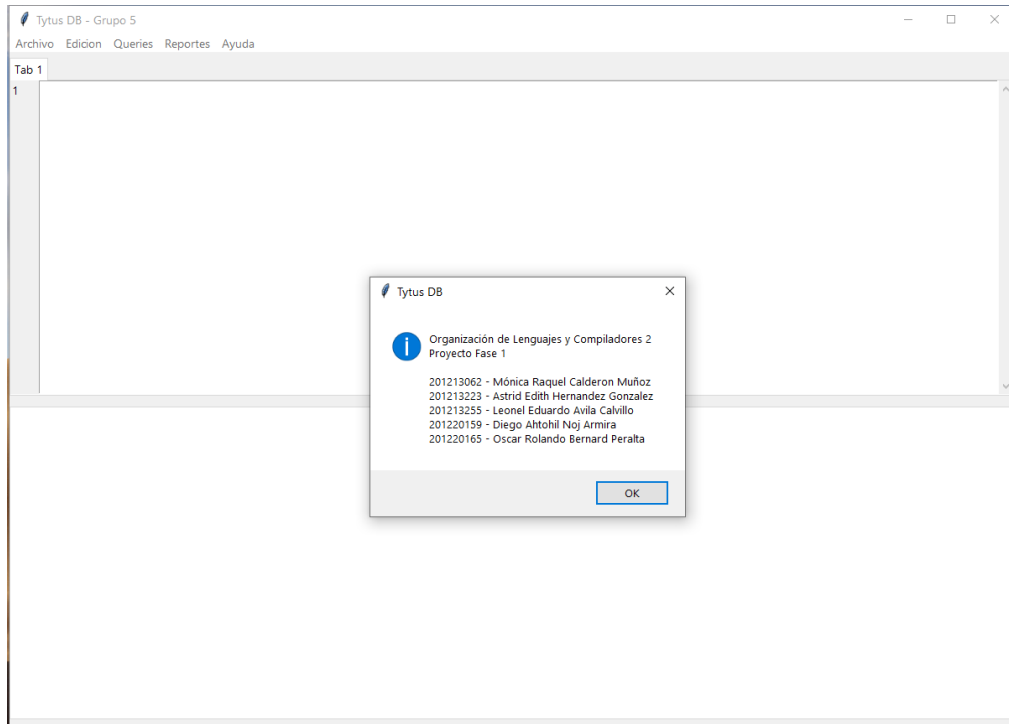 Tytus DB - Grupo 5
Archivo Edicion Queries Reportes Ayuda
Tab 1
1
Tytus DB
Organización de Lenguajes y Compiladores 2
Proyecto Fase 1
201213062 - Mónica Raquel Calderon Muñoz
201213223 - Astrid Edith Hernandez Gonzalez
201213255 - Leonel Eduardo Avila Calvillo
201220159 - Diego Ahtohil Noj Armira
201220165 - Oscar Rolando Bernard Peralta
OK